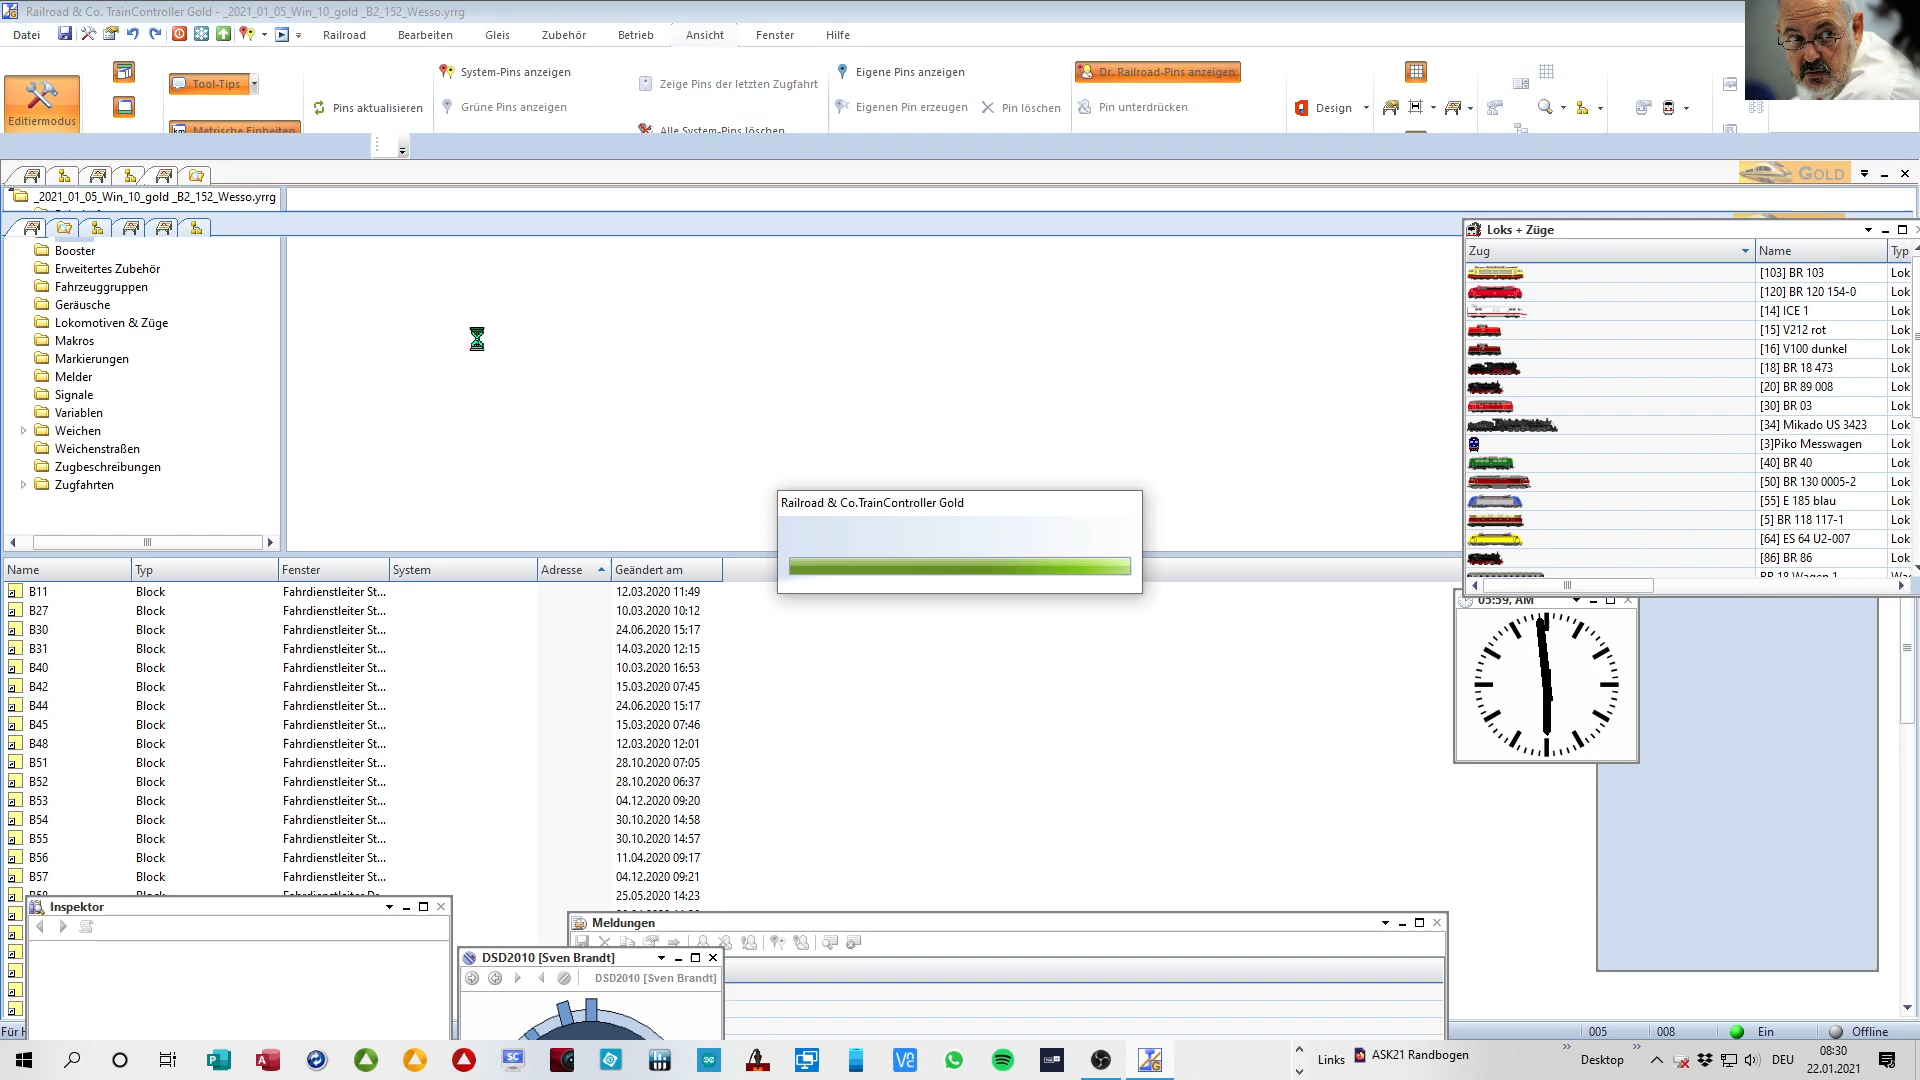 Railroad & Co. TrainController Gold - _2021_01_05_Win_10_gold _B2_152_Wesso.yrrg
Datei Railroad Bearbeiten Gleis Zubehör Betrieb Ansicht Fenster Hilfe
Editiermodus
Tool-Tips
Metrische Einheiten
Pins aktualisieren
System-Pins anzeigen
Grüne Pins anzeigen
Zeige Pins der letzten Zugfahrt
Alle System-Pins löschen
Eigene Pins anzeigen
Eigenen Pin erzeugen
Pin löschen
Dr. Railroad-Pins anzeigen
Pin unterdrücken
Design
GOLD
_2021_01_05_Win_10_gold _B2_152_Wesso.yrrg
Booster
Erweitertes Zubehör
Fahrzeuggruppen
Geräusche
Lokomotiven & Züge
Makros
Markierungen
Melder
Signale
Variablen
Weichen
Weichenstraßen
Zugbeschreibungen
Zugfahrten
Loks + Züge
Zug Name Typ
[103] BR 103 Lok
[120] BR 120 154-0 Lok
[14] ICE 1 Lok
[15] V212 rot Lok
[16] V100 dunkel Lok
[18] BR 18 473 Lok
[20] BR 89 008 Lok
[30] BR 03 Lok
[34] Mikado US 3423 Lok
[3]Piko Messwagen Lok
[40] BR 40 Lok
[50] BR 130 0005-2 Lok
[55] E 185 blau Lok
[5] BR 118 117-1 Lok
[64] ES 64 U2-007 Lok
[86] BR 86 Lok
BR 18 Wagen 1
Railroad & Co.TrainController Gold
05:59, AM
Name Typ Fenster System Adresse Geändert am
B11 Block Fahrdienstleiter St... 12.03.2020 11:49
B27 Block Fahrdienstleiter St... 10.03.2020 10:12
B30 Block Fahrdienstleiter St... 24.06.2020 15:17
B31 Block Fahrdienstleiter St... 14.03.2020 12:15
B40 Block Fahrdienstleiter St... 10.03.2020 16:53
B42 Block Fahrdienstleiter St... 15.03.2020 07:45
B44 Block Fahrdienstleiter St... 24.06.2020 15:17
B45 Block Fahrdienstleiter St... 15.03.2020 07:46
B48 Block Fahrdienstleiter St... 12.03.2020 12:01
B51 Block Fahrdienstleiter St... 28.10.2020 07:05
B52 Block Fahrdienstleiter St... 28.10.2020 06:37
B53 Block Fahrdienstleiter St... 04.12.2020 09:20
B54 Block Fahrdienstleiter St... 30.10.2020 14:58
B55 Block Fahrdienstleiter St... 30.10.2020 14:57
B56 Block Fahrdienstleiter St... 11.04.2020 09:17
B57 Block Fahrdienstleiter St... 04.12.2020 09:21
B58 Block 25.05.2020 14:23
Inspektor
Meldungen
DSD2010 [Sven Brandt]
DSD2010 [Sven Brandt]
Für H 005 008 Ein Offline
Links ASK21 Randbogen Desktop DEU 08:30
22.01.2021